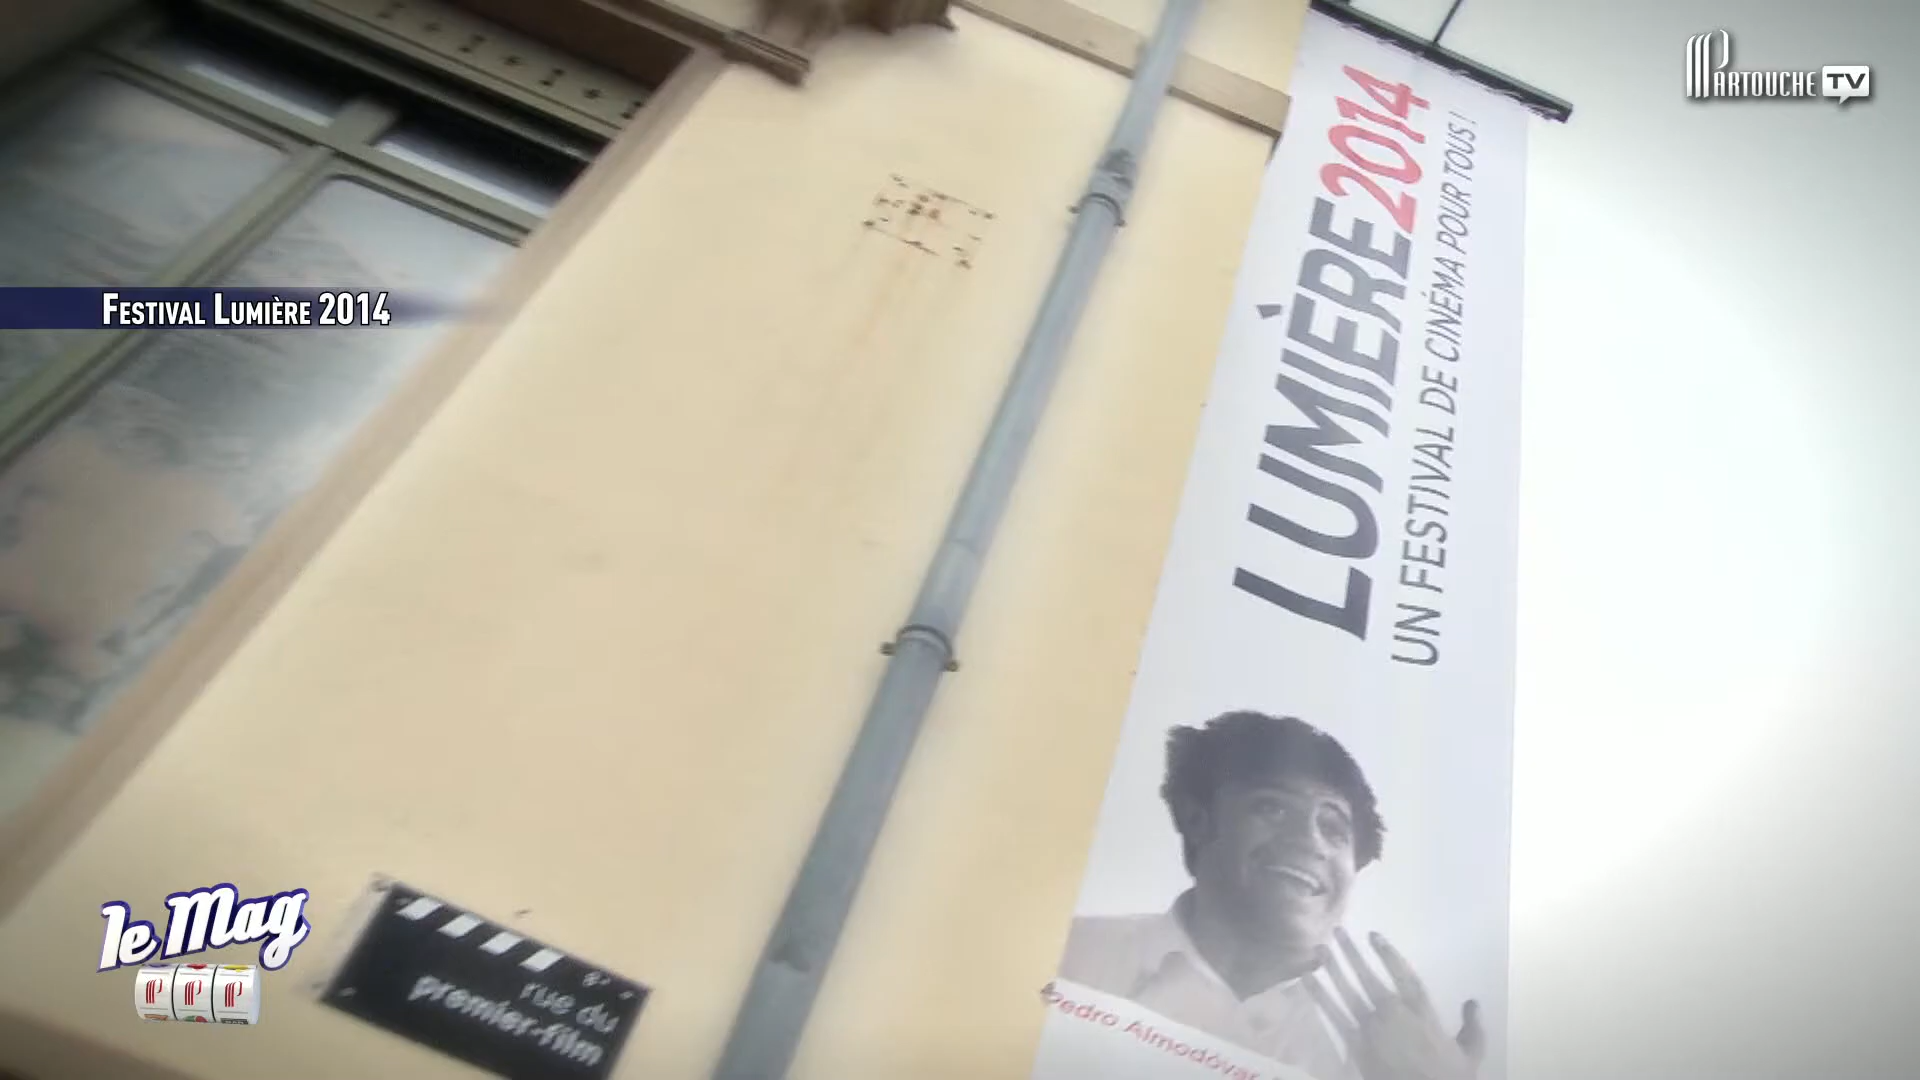 PARTOUCHE TV
FESTIVAL LUMIÈRE 2014
LUMIÈRE2014
UN FESTIVAL DE CINÉMA POUR TOUS !
le Mag
P P P
8e
rue du
premier-film
Pedro Almodóvar